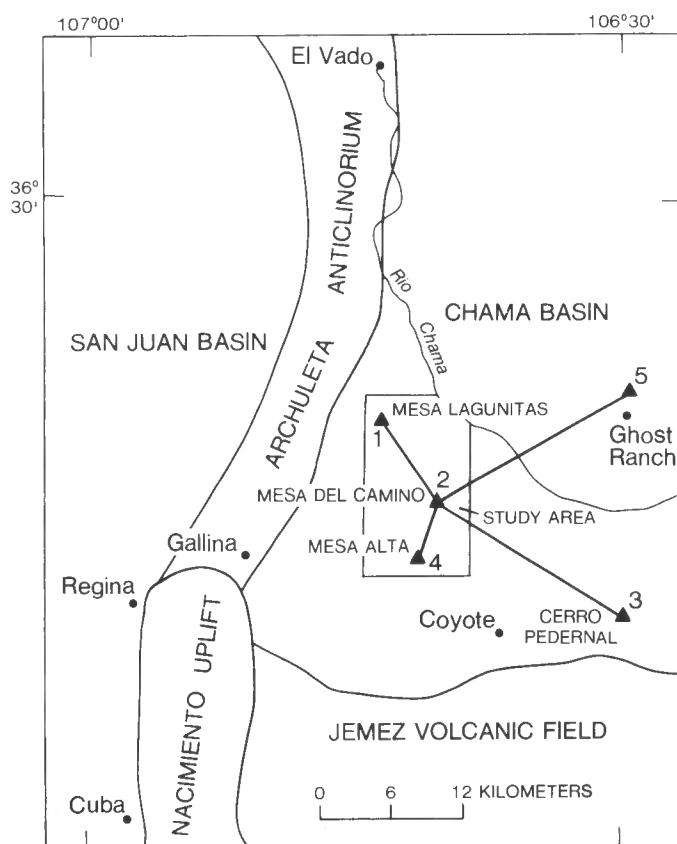 107°00'
106°30'
El Vado
36°
30'
ARCHULETA ANTICLINORIUM
Rio
Chama
CHAMA BASIN
SAN JUAN BASIN
5
MESA LAGUNITAS
1
Ghost
Ranch
2
MESA DEL CAMINO
STUDY AREA
MESA ALTA
4
Gallina
Regina
3
Coyote
CERRO
PEDERNAL
NACIMIENTO UPLIFT
JEMEZ VOLCANIC FIELD
0 6 12 KILOMETERS
Cuba